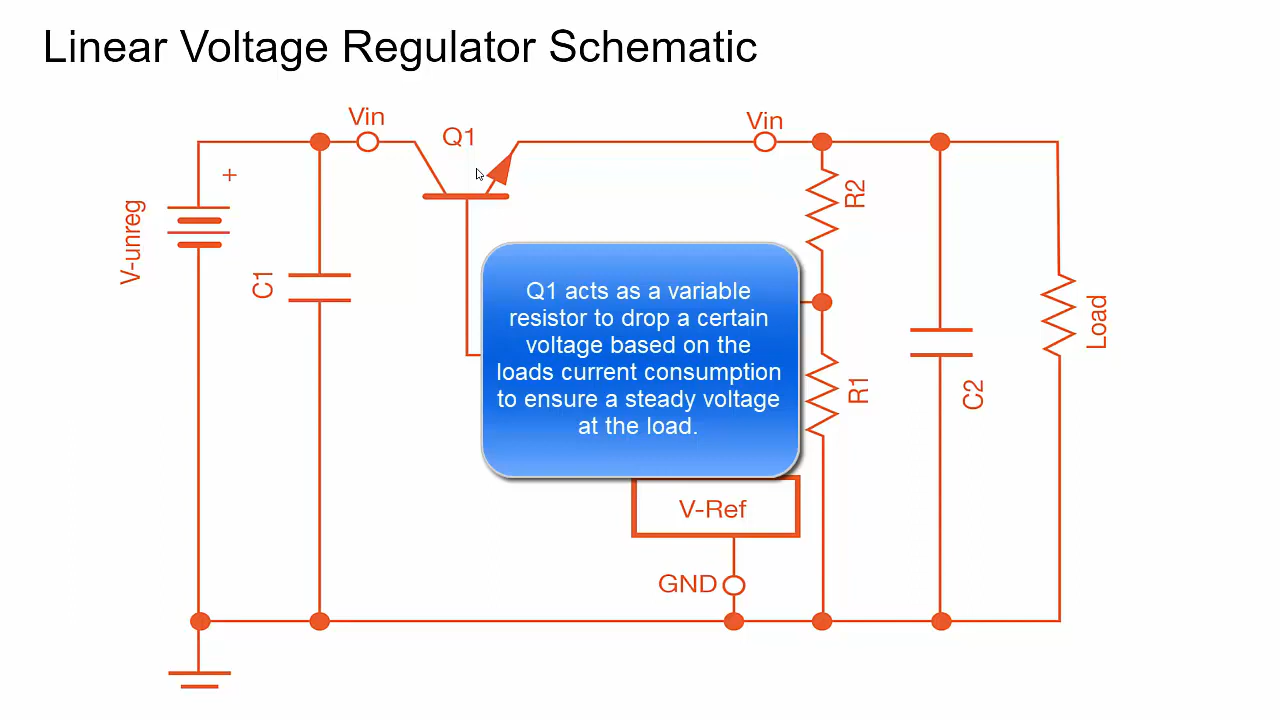 Linear Voltage Regulator Schematic
Vin
Q1
Vin
+
V-unreg
C1
R2
Q1 acts as a variable
resistor to drop a certain
voltage based on the
loads current consumption
to ensure a steady voltage
at the load.
R1
C2
Load
V-Ref
GND